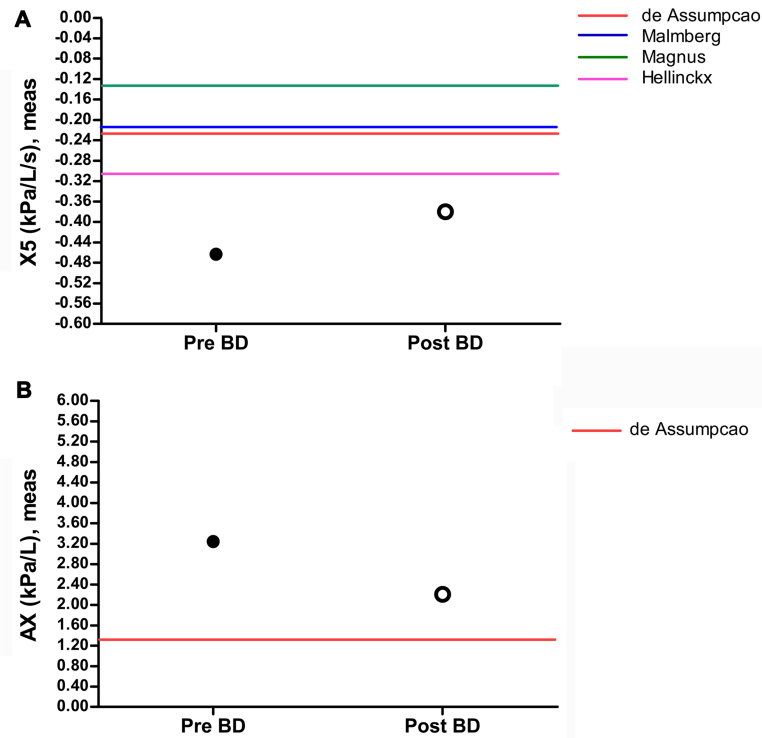 A
0.00
-0.04
-0.08
-0.12
-0.16
-0.20
-0.24
-0.28
-0.32
-0.36
-0.40
-0.44
-0.48
-0.52
-0.56
-0.60
X5 (kPa/L/s), meas
Pre BD
Post BD
de Assumpcao
Malmberg
Magnus
Hellinckx
B
6.00
5.60
5.20
4.80
4.40
4.00
3.60
3.20
2.80
2.40
2.00
1.60
1.20
0.80
0.40
0.00
AX (kPa/L), meas
Pre BD
Post BD
de Assumpcao